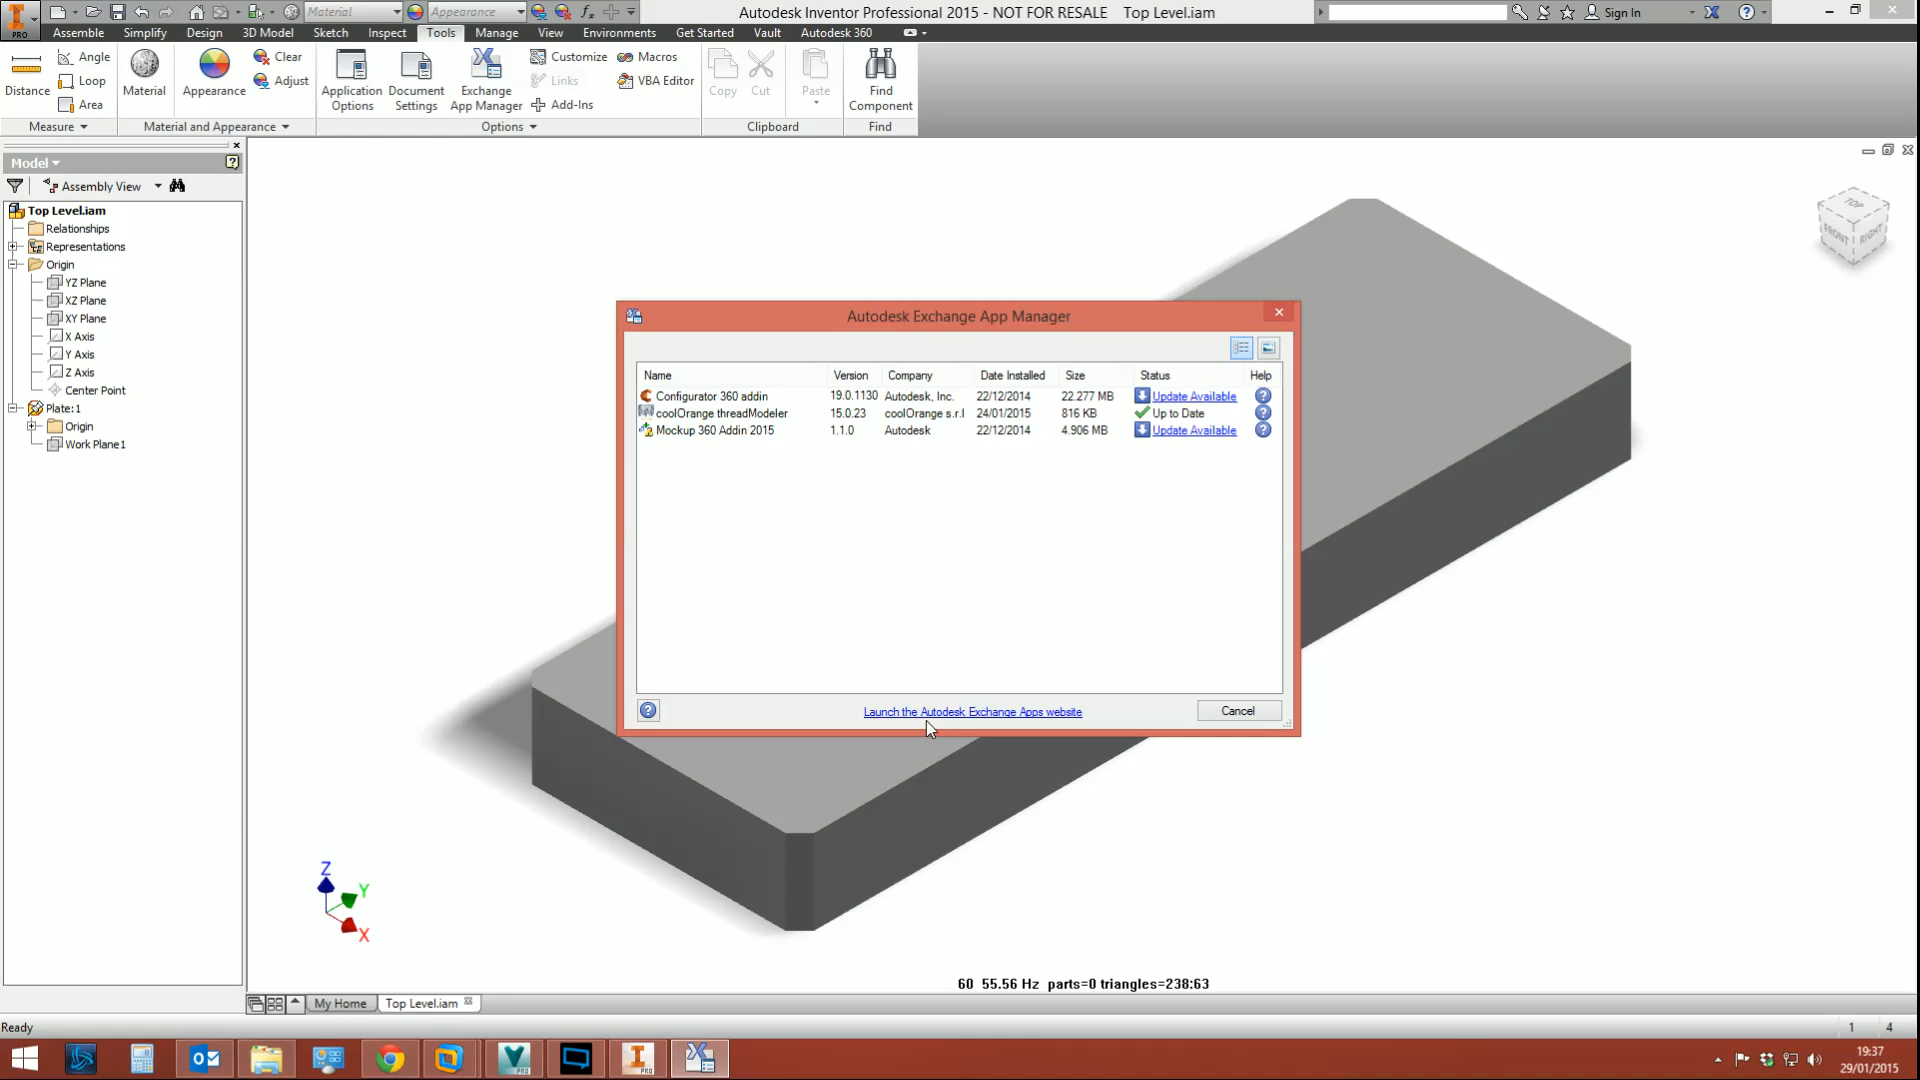 Material
Appearance
Autodesk Inventor Professional 2015 - NOT FOR RESALE Top Level.iam
Sign In
PRO
Assemble Simplify Design 3D Model Sketch Inspect Tools Manage View Environments Get Started Vault Autodesk 360
Distance
Angle
Loop
Area
Material
Appearance
Clear
Adjust
Application Options
Document Settings
Exchange App Manager
Customize
Links
Add-Ins
Macros
VBA Editor
Copy
Cut
Paste
Find Component
Measure
Material and Appearance
Options
Clipboard
Find
Model
Assembly View
Top Level.iam
Relationships
Representations
Origin
YZ Plane
XZ Plane
XY Plane
X Axis
Y Axis
Z Axis
Center Point
Plate:1
Origin
Work Plane1
TOP
FRONT
RIGHT
Autodesk Exchange App Manager
Name Version Company Date Installed Size Status Help
Configurator 360 addin 19.0.1130 Autodesk, Inc. 22/12/2014 22.277 MB Update Available
coolOrange threadModeler 15.0.23 coolOrange s.r.l 24/01/2015 816 KB Up to Date
Mockup 360 Addin 2015 1.1.0 Autodesk 22/12/2014 4.906 MB Update Available
Launch the Autodesk Exchange Apps website
Cancel
Z
Y
X
60 55.56 Hz parts=0 triangles=238:63
My Home
Top Level.iam
Ready
1 4
19:37
29/01/2015